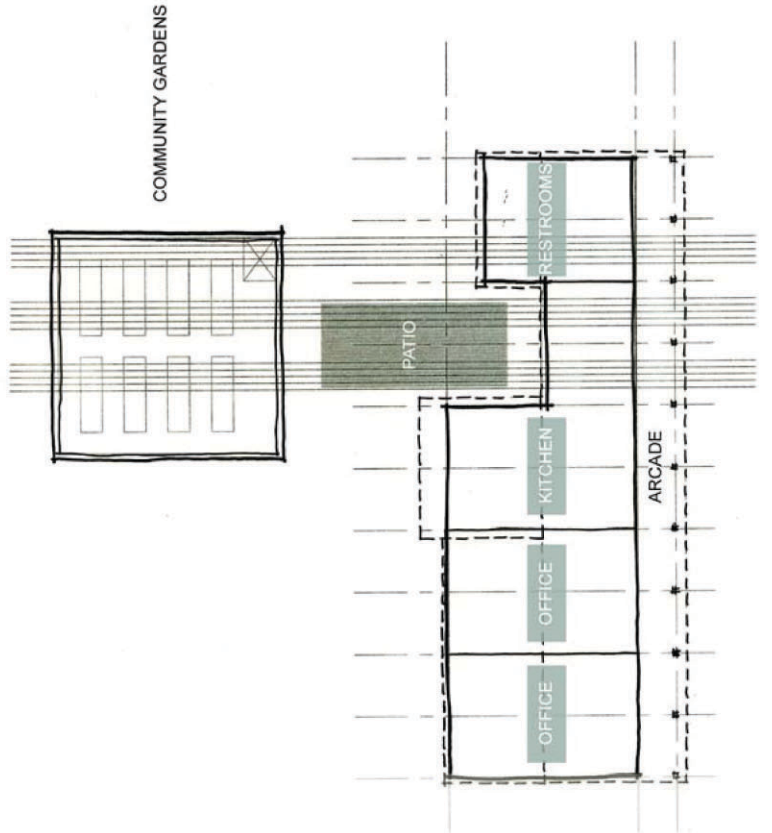 COMMUNITY GARDENS
PATIO
RESTROOMS
KITCHEN
OFFICE
OFFICE
ARCADE